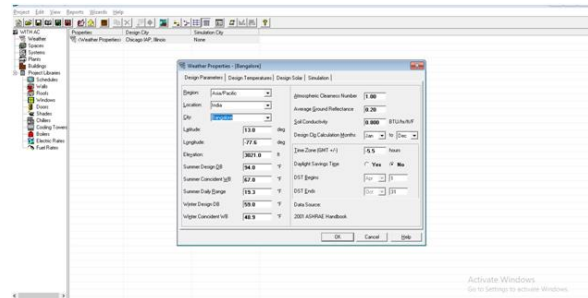 Project Edit View Reports Wizards Help
WITH AC
Weather
Spaces
Systems
Plants
Buildings
Project Libraries
Schedules
Walls
Roofs
Windows
Doors
Shades
Chillers
Cooling Towers
Boilers
Electric Rates
Fuel Rates
Properties Design City Simulation City
(Weather Properties) Chicago IAP, Illinois None
Weather Properties - [Bangalore]
Design Parameters Design Temperatures Design Solar Simulation
Region: Asia/Pacific
Location: India
City: Bangalore
Latitude: 13.0 deg
Longitude: -77.6 deg
Elevation: 3021.0 ft
Summer Design DB 94.0 °F
Summer Coincident WB 67.0 °F
Summer Daily Range 19.3 °F
Winter Design DB 59.0 °F
Winter Coincident WB 48.9 °F
Atmospheric Clearness Number 1.00
Average Ground Reflectance 0.20
Soil Conductivity 0.800 BTU/hr/ft/F
Design Clg Calculation Months Jan to Dec
Time Zone (GMT +/-) -5.5 hours
Daylight Savings Time Yes No
DST Begins Apr
DST Ends Oct
Data Source:
2001 ASHRAE Handbook
OK Cancel Help
Activate Windows
Go to Settings to activate Windows.